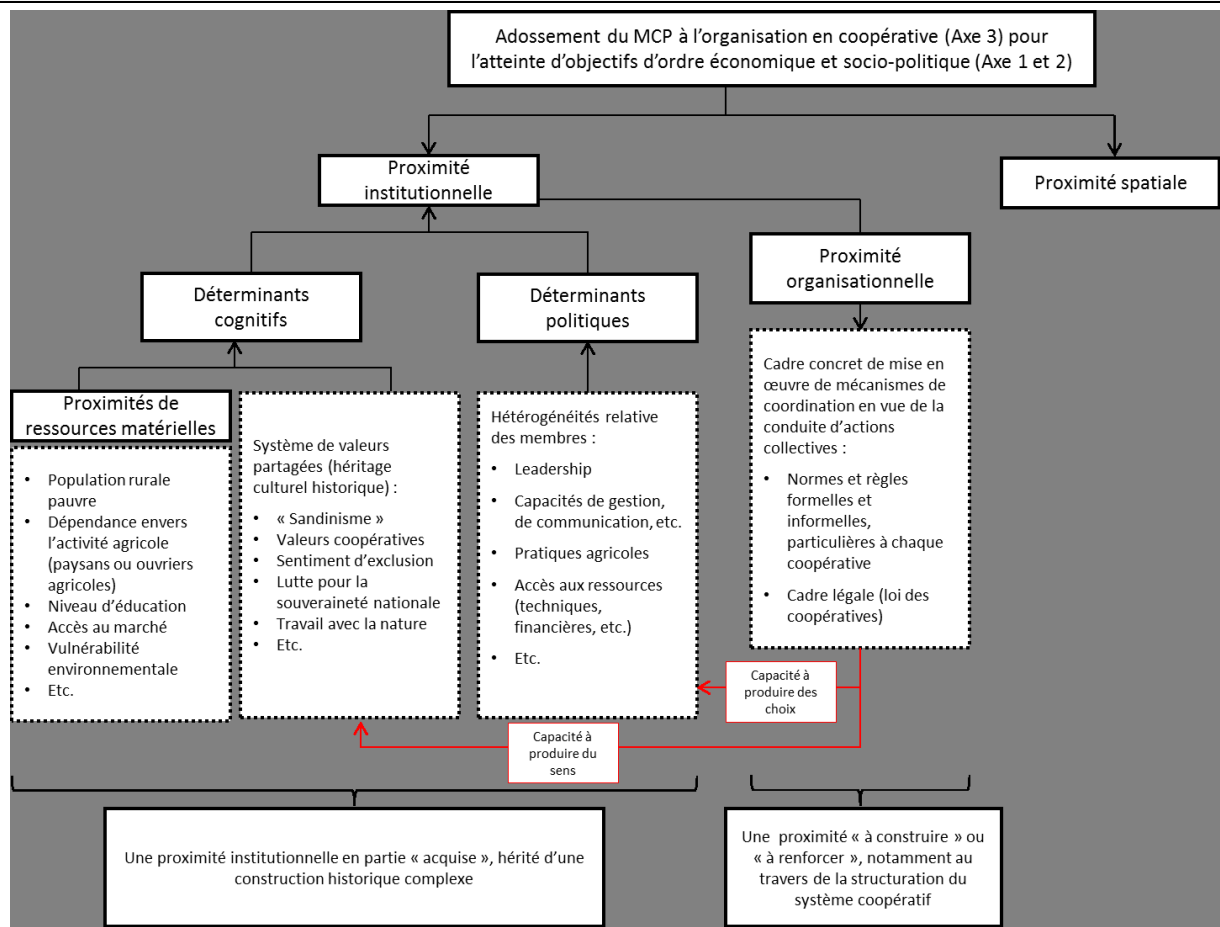 Adossement du MCP à l'organisation en coopérative (Axe 3) pour
l'atteinte d'objectifs d'ordre économique et socio-politique (Axe 1 et 2)
Proximité
institutionnelle
Proximité spatiale
Proximité
organisationnelle
Déterminants
cognitifs
Déterminants
politiques
Proximités de
ressources matérielles
• Population rurale
pauvre
• Dépendance envers
l'activité agricole
(paysans ou ouvriers
agricoles)
• Niveau d'éducation
• Accès au marché
• Vulnérabilité
environnementale
• Etc.
Système de valeurs
partagées (héritage
culturel historique) :
• « Sandinisme »
• Valeurs coopératives
• Sentiment d'exclusion
• Lutte pour la
souveraineté nationale
• Travail avec la nature
• Etc.
Hétérogénéités relative
des membres :
• Leadership
• Capacités de gestion,
de communication, etc.
• Pratiques agricoles
• Accès aux ressources
(techniques,
financières, etc.)
• Etc.
Cadre concret de mise en
œuvre de mécanismes de
coordination en vue de la
conduite d'actions
collectives :
• Normes et règles
formelles et
informelles,
particulières à chaque
coopérative
• Cadre légale (loi des
coopératives)
Capacité à
produire des
choix
Capacité à
produire du
sens
Une proximité institutionnelle en partie « acquise », hérité d'une
construction historique complexe
Une proximité « à construire » ou
« à renforcer », notamment au
travers de la structuration du
système coopératif